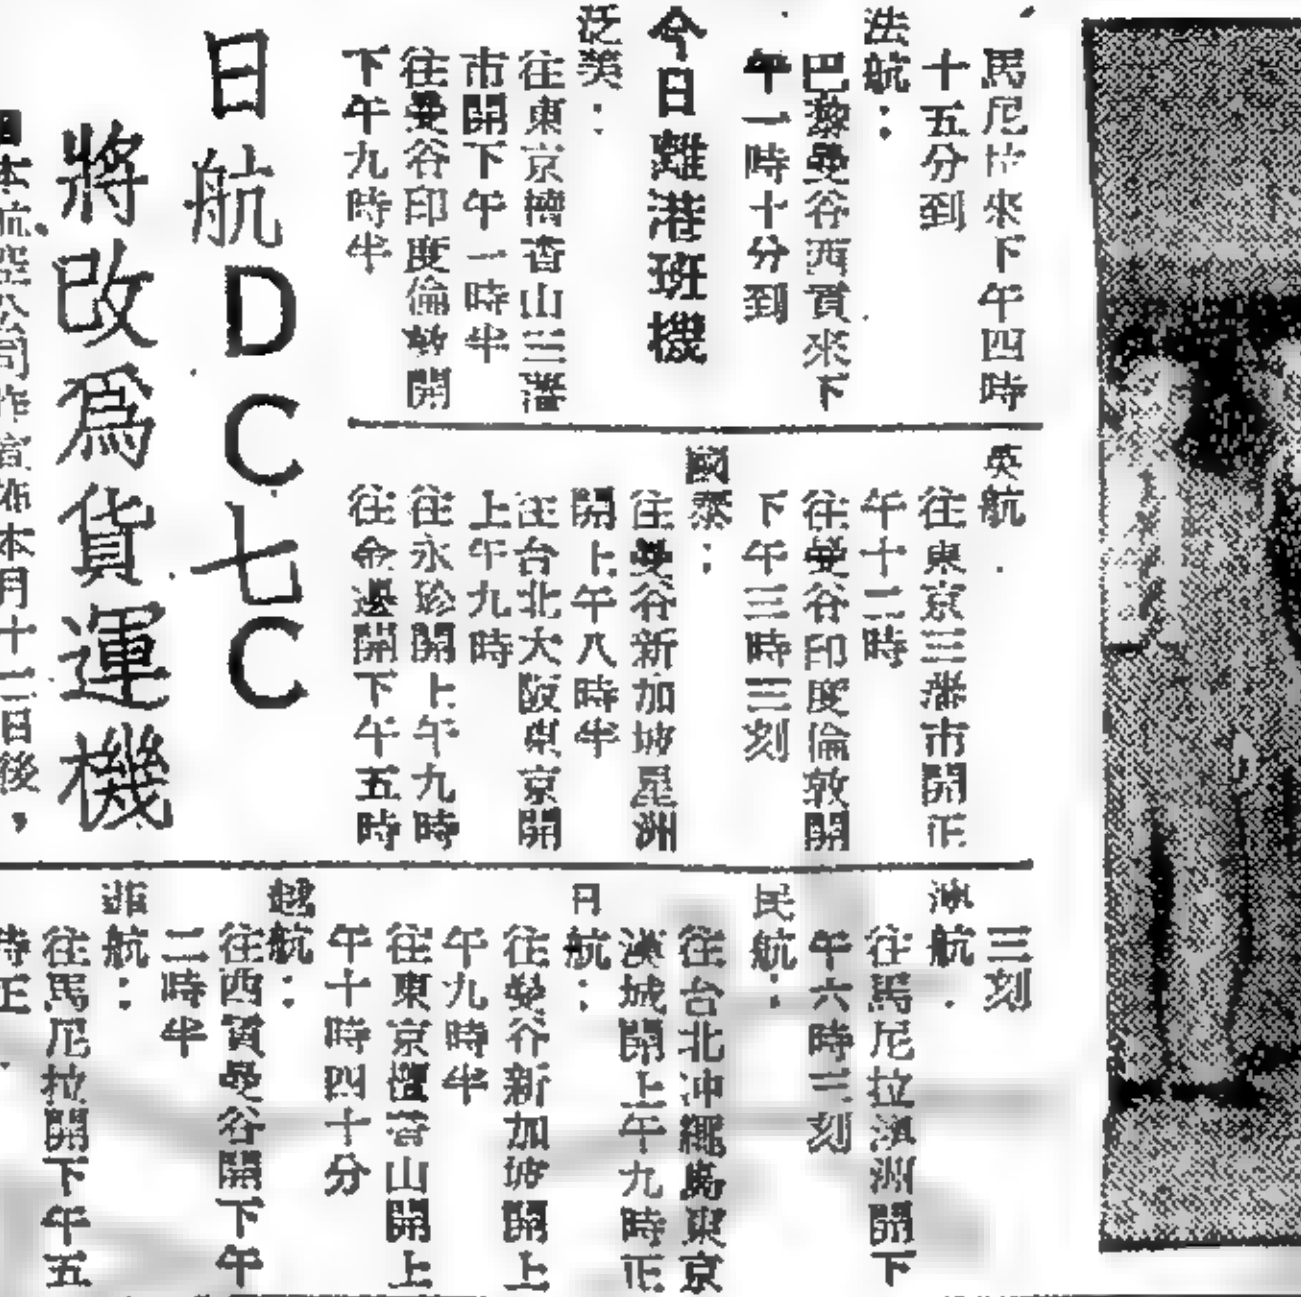 馬尼拉來下午四時
十五分到
法航：
巴黎曼谷西貢來下
午一時十分到
今日離港班機
泛美：
往東京檀香山三藩
市開下午一時半
往曼谷印度倫敦開
下午九時半
英航
往東京三藩市開正
午十二時
往曼谷印度倫敦開
下午三時三刻
國泰：
往曼谷新加坡星洲
開上午八時半
往台北大阪東京開
上午九時
往永珍開上午九時
往金邊開下午五時
三刻
澳航
往馬尼拉澳洲開下
午六時三刻
民航：
往台北冲繩島東京
漢城開上午九時正
日航：
往曼谷新加坡開上
午九時半
往東京檀香山開上
午十時四十分
越航：
往西貢曼谷開下午
二時半
菲航：
往馬尼拉開下午五
時正
日航DC七C
將改爲貨運機
日本航空公司昨宣佈本月十二日後，